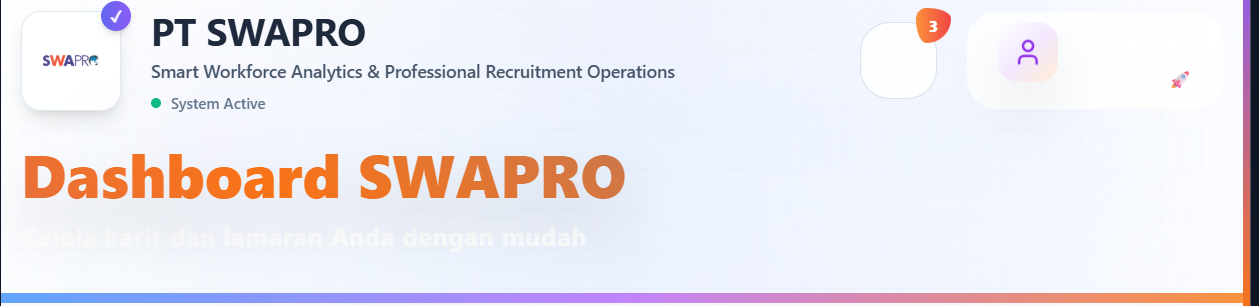 SWAPRO
PT SWAPRO
Smart Workforce Analytics & Professional Recruitment Operations
System Active
3
Dashboard SWAPRO
Kelola karir dan lamaran Anda dengan mudah